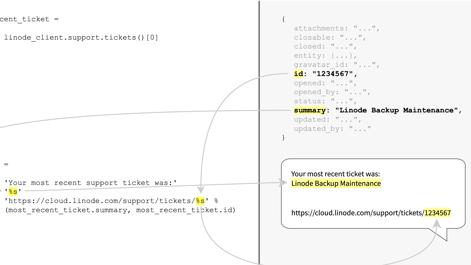 cent_ticket =
linode_client.support.tickets()[0]
=
'Your most recent support ticket was:'
'%s'
'https://cloud.linode.com/support/tickets/%s' %
(most_recent_ticket.summary, most_recent_ticket.id)
{
attachments: "...",
closable: "...",
closed: "...",
entity: {...},
gravatar_id: "...",
id: "1234567",
opened: "...",
opened_by: "...",
status: "...",
summary: "Linode Backup Maintenance",
updated: "...",
updated_by: "..."
}
Your most recent ticket was:
Linode Backup Maintenance
https://cloud.linode.com/support/tickets/1234567